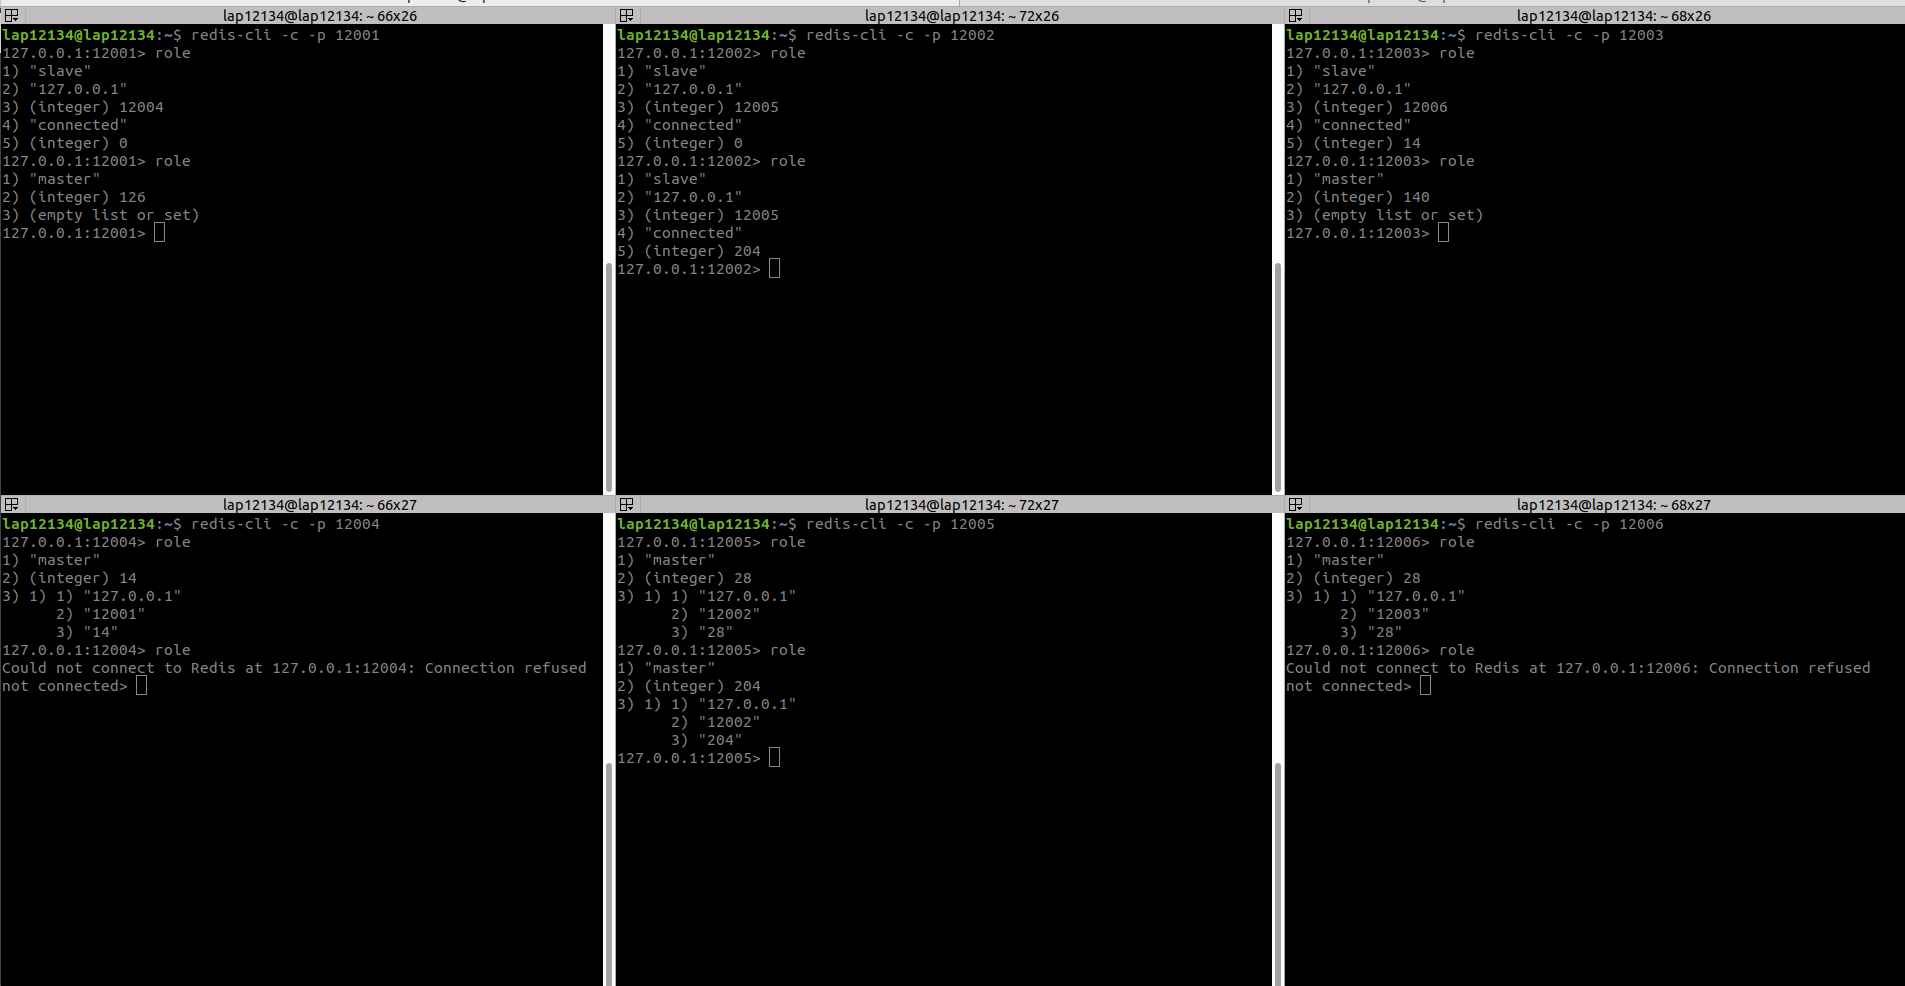 lap12134@lap12134: ~ 66x26
lap12134@lap12134:~$ redis-cli -c -p 12001
127.0.0.1:12001> role
1) "slave"
2) "127.0.0.1"
3) (integer) 12004
4) "connected"
5) (integer) 0
127.0.0.1:12001> role
1) "master"
2) (integer) 126
3) (empty list or set)
127.0.0.1:12001>
lap12134@lap12134: ~ 72x26
lap12134@lap12134:~$ redis-cli -c -p 12002
127.0.0.1:12002> role
1) "slave"
2) "127.0.0.1"
3) (integer) 12005
4) "connected"
5) (integer) 0
127.0.0.1:12002> role
1) "slave"
2) "127.0.0.1"
3) (integer) 12005
4) "connected"
5) (integer) 204
127.0.0.1:12002>
lap12134@lap12134: ~ 68x26
lap12134@lap12134:~$ redis-cli -c -p 12003
127.0.0.1:12003> role
1) "slave"
2) "127.0.0.1"
3) (integer) 12006
4) "connected"
5) (integer) 14
127.0.0.1:12003> role
1) "master"
2) (integer) 140
3) (empty list or set)
127.0.0.1:12003>
lap12134@lap12134: ~ 66x27
lap12134@lap12134:~$ redis-cli -c -p 12004
127.0.0.1:12004> role
1) "master"
2) (integer) 14
3) 1) 1) "127.0.0.1"
2) "12001"
3) "14"
127.0.0.1:12004> role
Could not connect to Redis at 127.0.0.1:12004: Connection refused
not connected>
lap12134@lap12134: ~ 72x27
lap12134@lap12134:~$ redis-cli -c -p 12005
127.0.0.1:12005> role
1) "master"
2) (integer) 28
3) 1) 1) "127.0.0.1"
2) "12002"
3) "28"
127.0.0.1:12005> role
1) "master"
2) (integer) 204
3) 1) 1) "127.0.0.1"
2) "12002"
3) "204"
127.0.0.1:12005>
lap12134@lap12134: ~ 68x27
lap12134@lap12134:~$ redis-cli -c -p 12006
127.0.0.1:12006> role
1) "master"
2) (integer) 28
3) 1) 1) "127.0.0.1"
2) "12003"
3) "28"
127.0.0.1:12006> role
Could not connect to Redis at 127.0.0.1:12006: Connection refused
not connected>